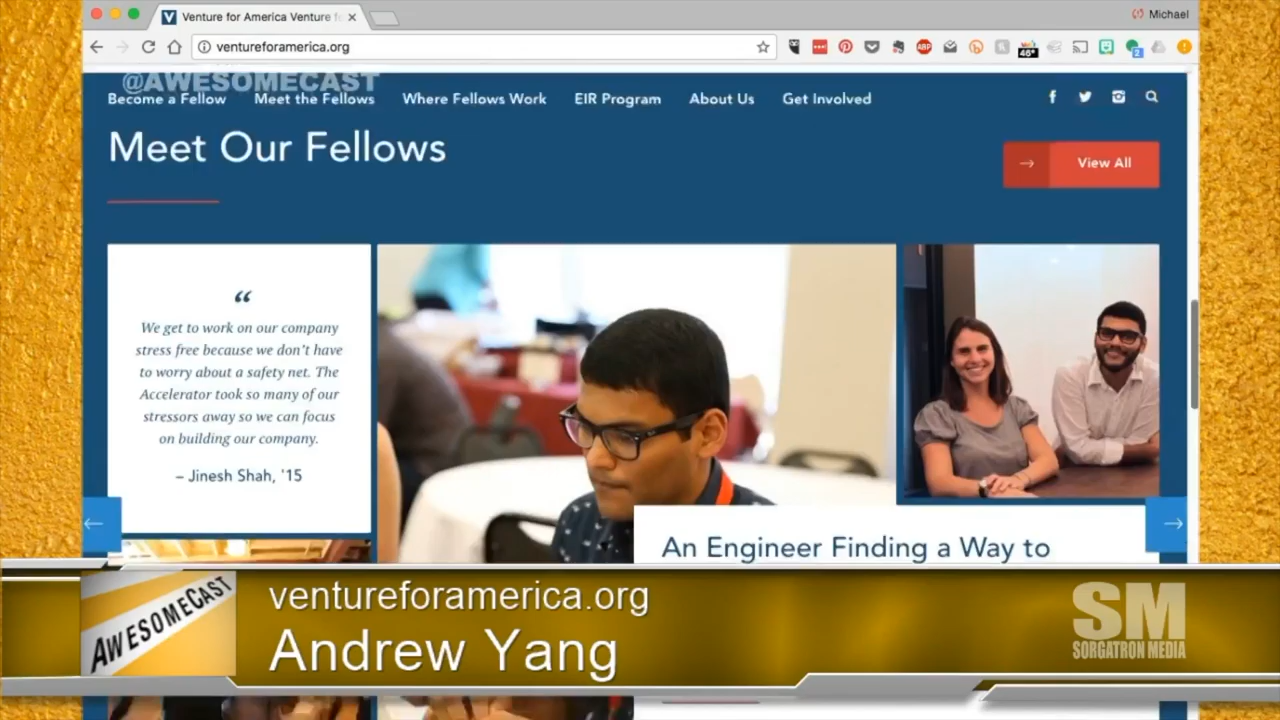 Venture for America Venture f
Michael
ventureforamerica.org
ABP
46°
2
@AWESOMECAST
Become a Fellow Meet the Fellows Where Fellows Work EIR Program About Us Get Involved
Meet Our Fellows
View All
“
We get to work on our company
stress free because we don’t have
to worry about a safety net. The
Accelerator took so many of our
stressors away so we can focus
on building our company.
– Jinesh Shah, '15
An Engineer Finding a Way to
AWESOMECAST
ventureforamerica.org
Andrew Yang
SM
SORGATRON MEDIA